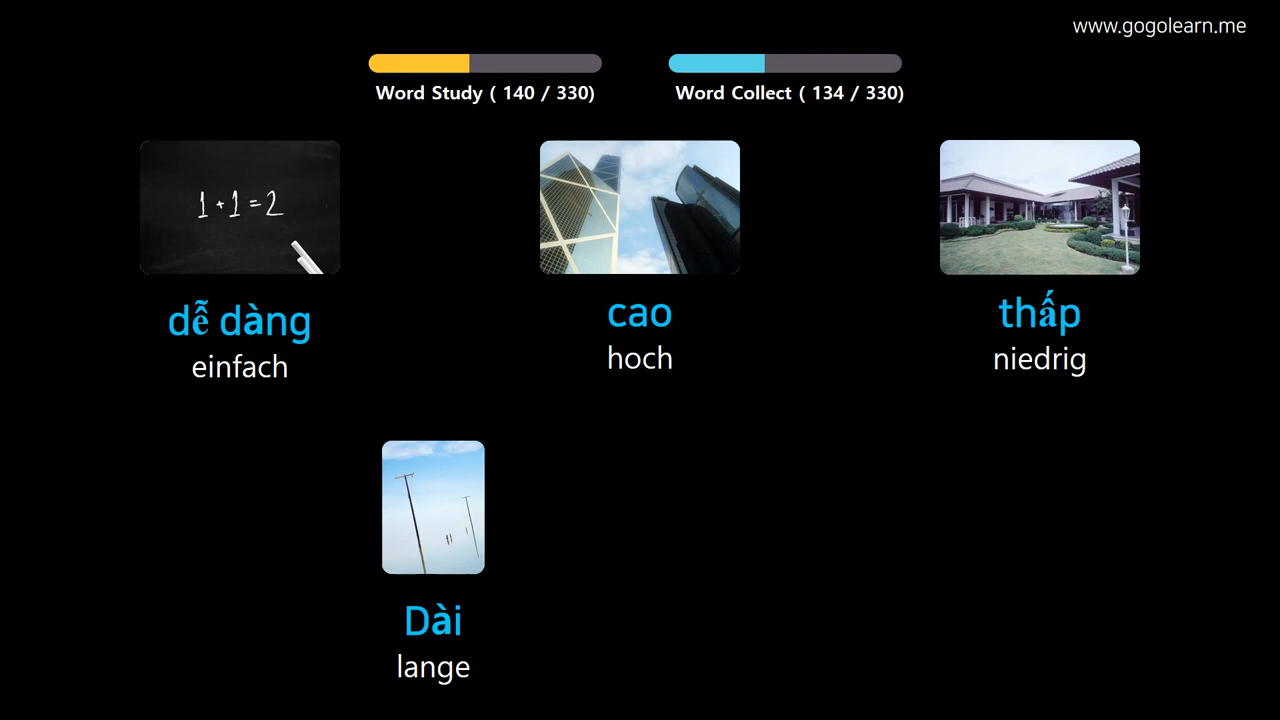 www.gogolearn.me
Word Study ( 140 / 330)
Word Collect ( 134 / 330)
1 + 1 = 2
dễ dàng
einfach
cao
hoch
thấp
niedrig
Dài
lange